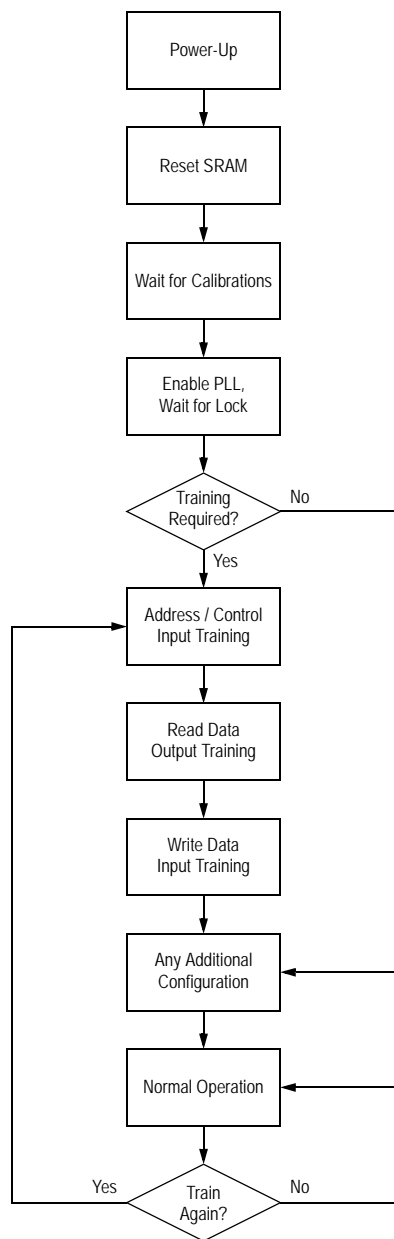 Power-Up
Reset SRAM
Wait for Calibrations
Enable PLL,
Wait for Lock
Training
Required?
No
Yes
Address / Control
Input Training
Read Data
Output Training
Write Data
Input Training
Any Additional
Configuration
Normal Operation
Yes
Train
Again?
No